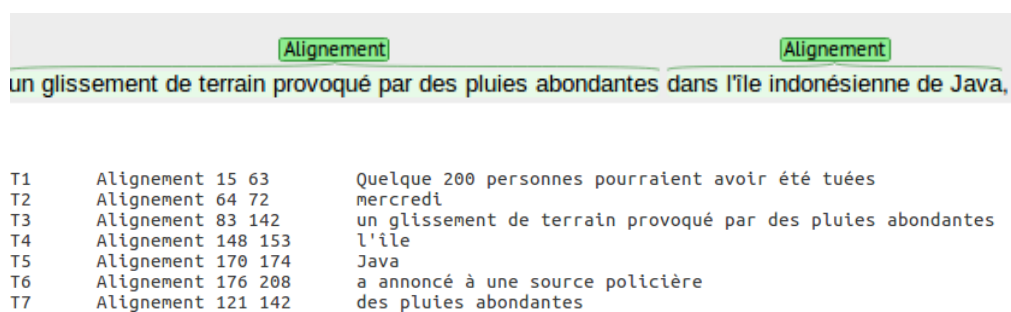 Alignement Alignement
un glissement de terrain provoqué par des pluies abondantes dans l'île indonésienne de Java,
T1 Alignement 15 63 Quelque 200 personnes pourraient avoir été tuées
T2 Alignement 64 72 mercredi
T3 Alignement 83 142 un glissement de terrain provoqué par des pluies abondantes
T4 Alignement 148 153 l'île
T5 Alignement 170 174 Java
T6 Alignement 176 208 a annoncé à une source policière
T7 Alignement 121 142 des pluies abondantes